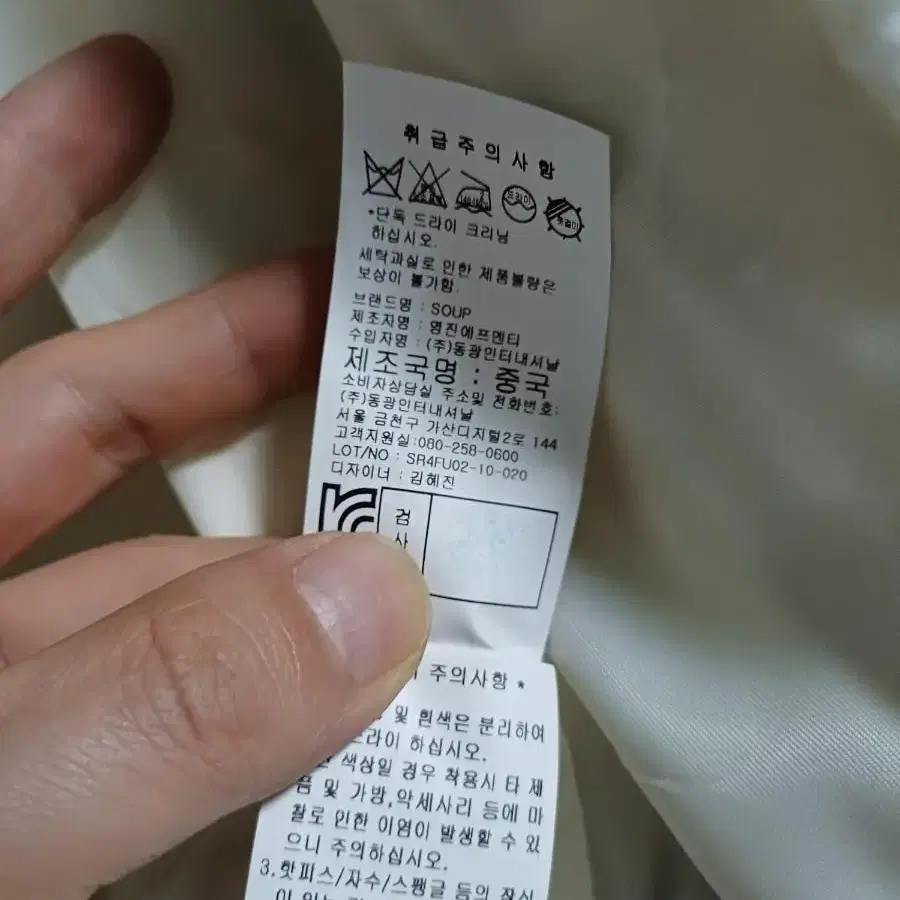 취급주의사항
드라이
*단독 드라이 크리닝
하십시오.
세탁과실로 인한 제품불량은
보상이 불가함.
브랜드명 : SOUP
제조자명 : 영진에프엔티
수입자명 : (주)동광인터내셔날
제조국명 : 중국
소비자상담실 주소및 전화번호:
(주)동광인터내셔날
서울 금천구 가산디지털2로 144
고객지원실:080-258-0600
LOT/NO : SR4FU02-10-020
디자이너 : 김혜진
검
사
주의사항 *
및 흰색은 분리하여
드라이 하십시오.
색상일 경우 착용시 타 제
품 및 가방,악세사리 등에 마
찰로 인한 이염이 발생할 수 있
으니 주의하십시오.
3.핫피스/자수/스팽글 등의 장식
이 있는